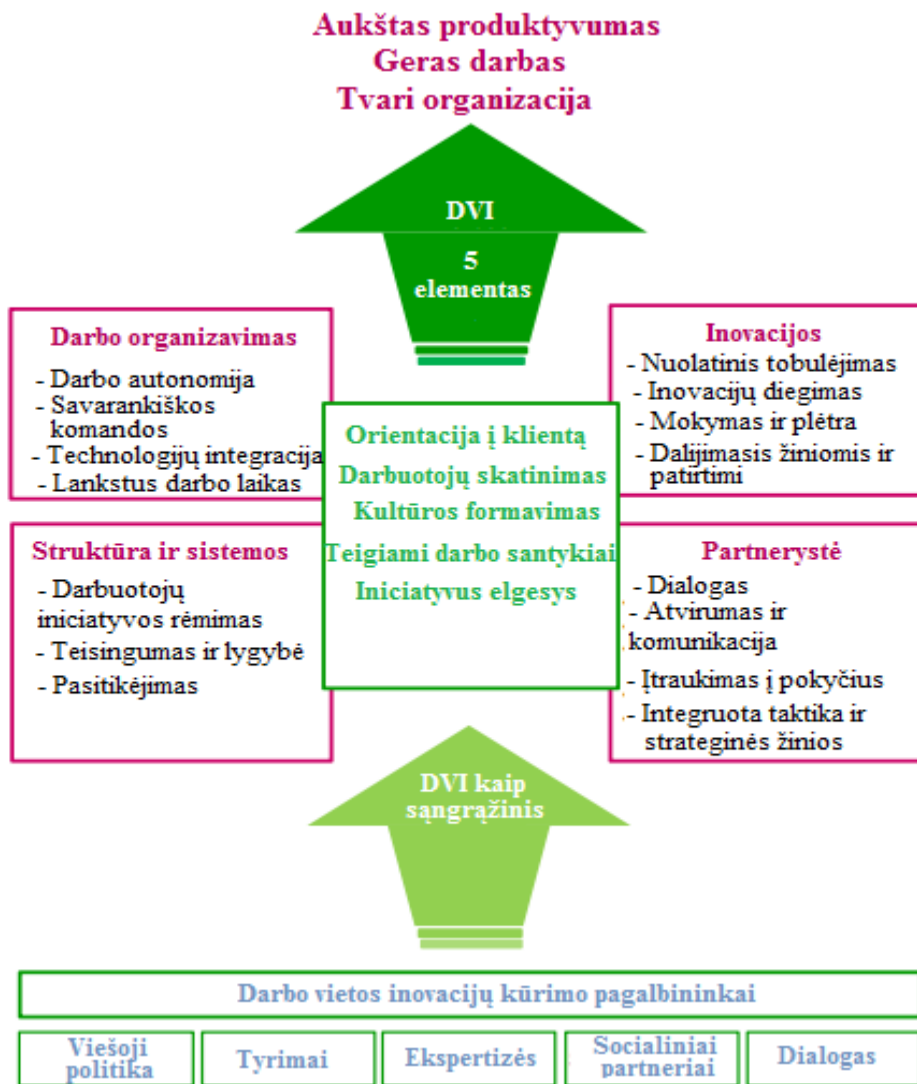 Aukštas produktyvumas
Geras darbas
Tvari organizacija
DVI
5
elementas
Darbo organizavimas
- Darbo autonomija
- Savarankiškos
komandos
- Technologijų integracija
- Lankstus darbo laikas
Inovacijos
- Nuolatinis tobulėjimas
- Inovacijų diegimas
- Mokymas ir plėtra
- Dalijimasis žiniomis ir
patirtimi
Orientacija į klientą
Darbuotojų skatinimas
Kultūros formavimas
Teigiami darbo santykiai
Iniciatyvus elgesys
Struktūra ir sistemos
- Darbuotojų
iniciatyvos rėmimas
- Teisingumas ir lygybė
- Pasitikėjimas
Partnerystė
- Dialogas
- Atvirumas ir
komunikacija
- Įtraukimas į pokyčius
- Integruota taktika ir
strateginės žinios
DVI kaip
sąngrąžinis
Darbo vietos inovacijų kūrimo pagalbininkai
Viešoji
politika
Tyrimai
Ekspertizės
Socialiniai
partneriai
Dialogas